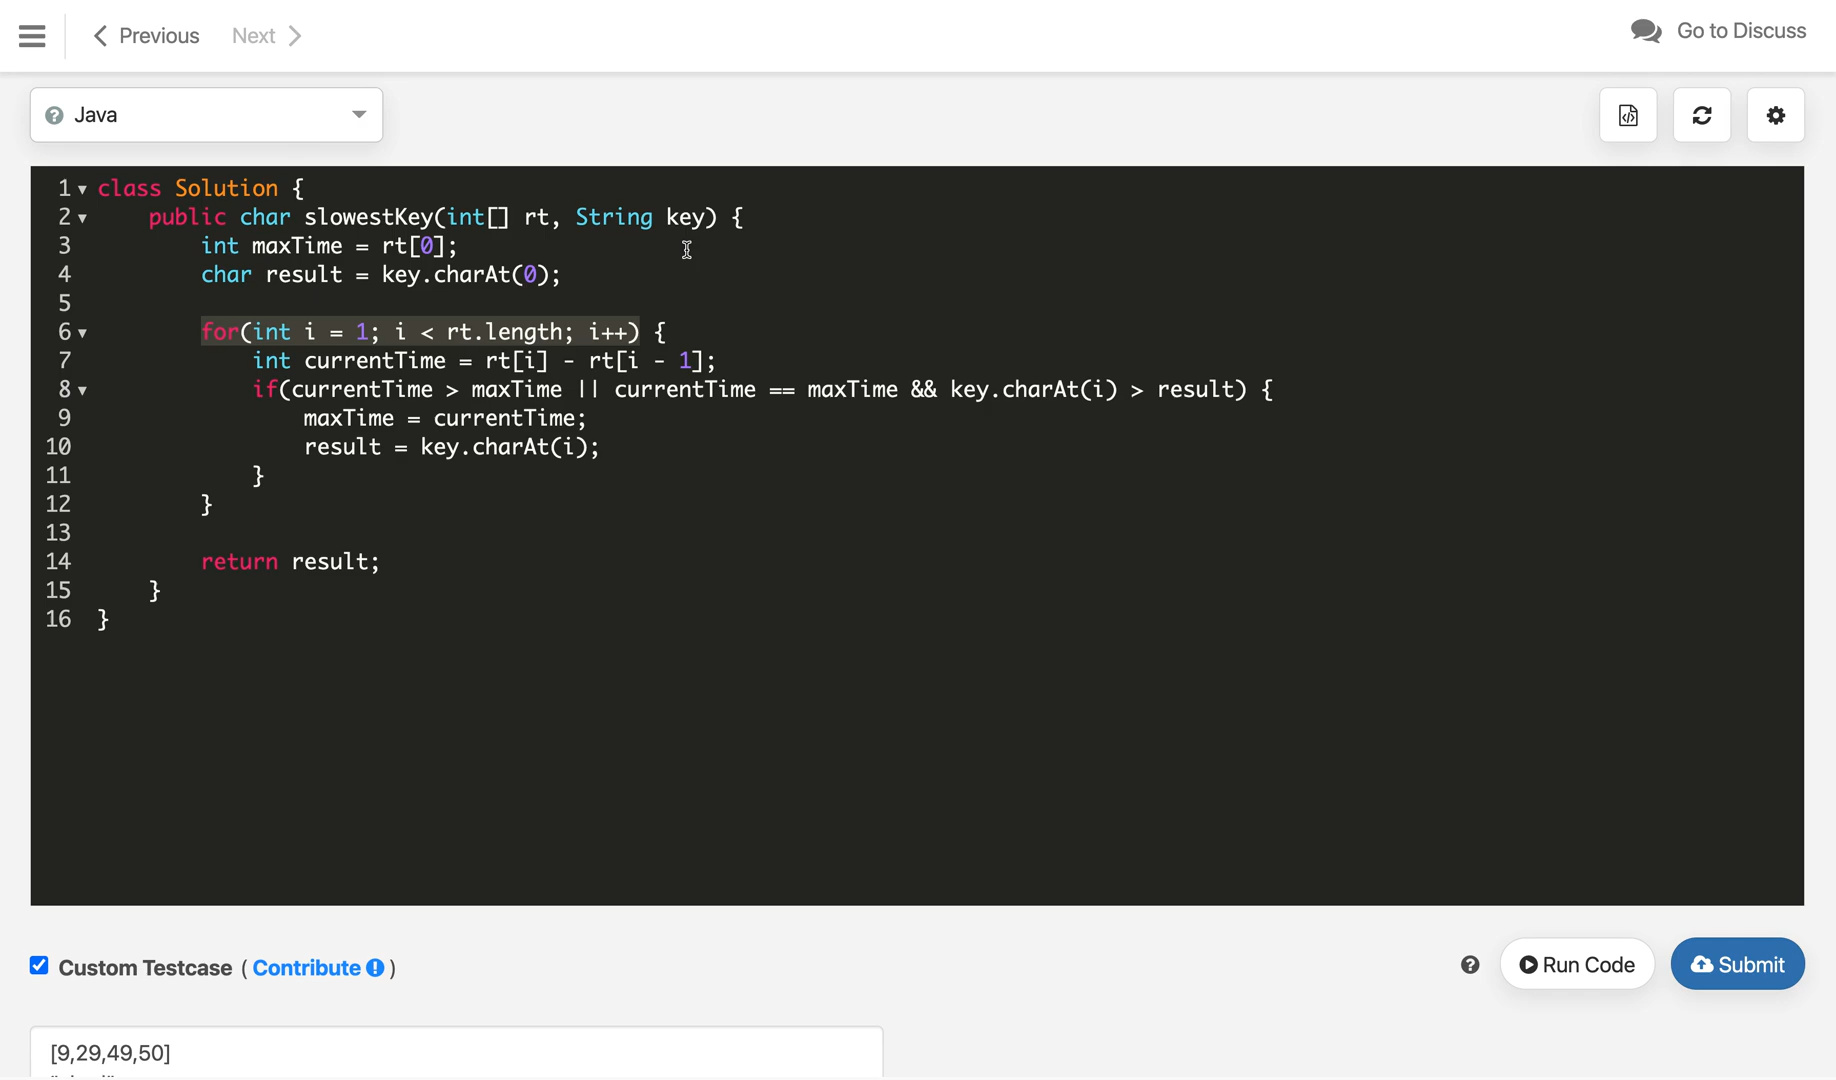 Previous Next Go to Discuss
Java
1 class Solution {
2     public char slowestKey(int[] rt, String key) {
3         int maxTime = rt[0];
4         char result = key.charAt(0);
5
6         for(int i = 1; i < rt.length; i++) {
7             int currentTime = rt[i] - rt[i - 1];
8             if(currentTime > maxTime || currentTime == maxTime && key.charAt(i) > result) {
9                 maxTime = currentTime;
10                 result = key.charAt(i);
11             }
12         }
13
14         return result;
15     }
16 }
Custom Testcase ( Contribute ) Run Code Submit
[9,29,49,50]